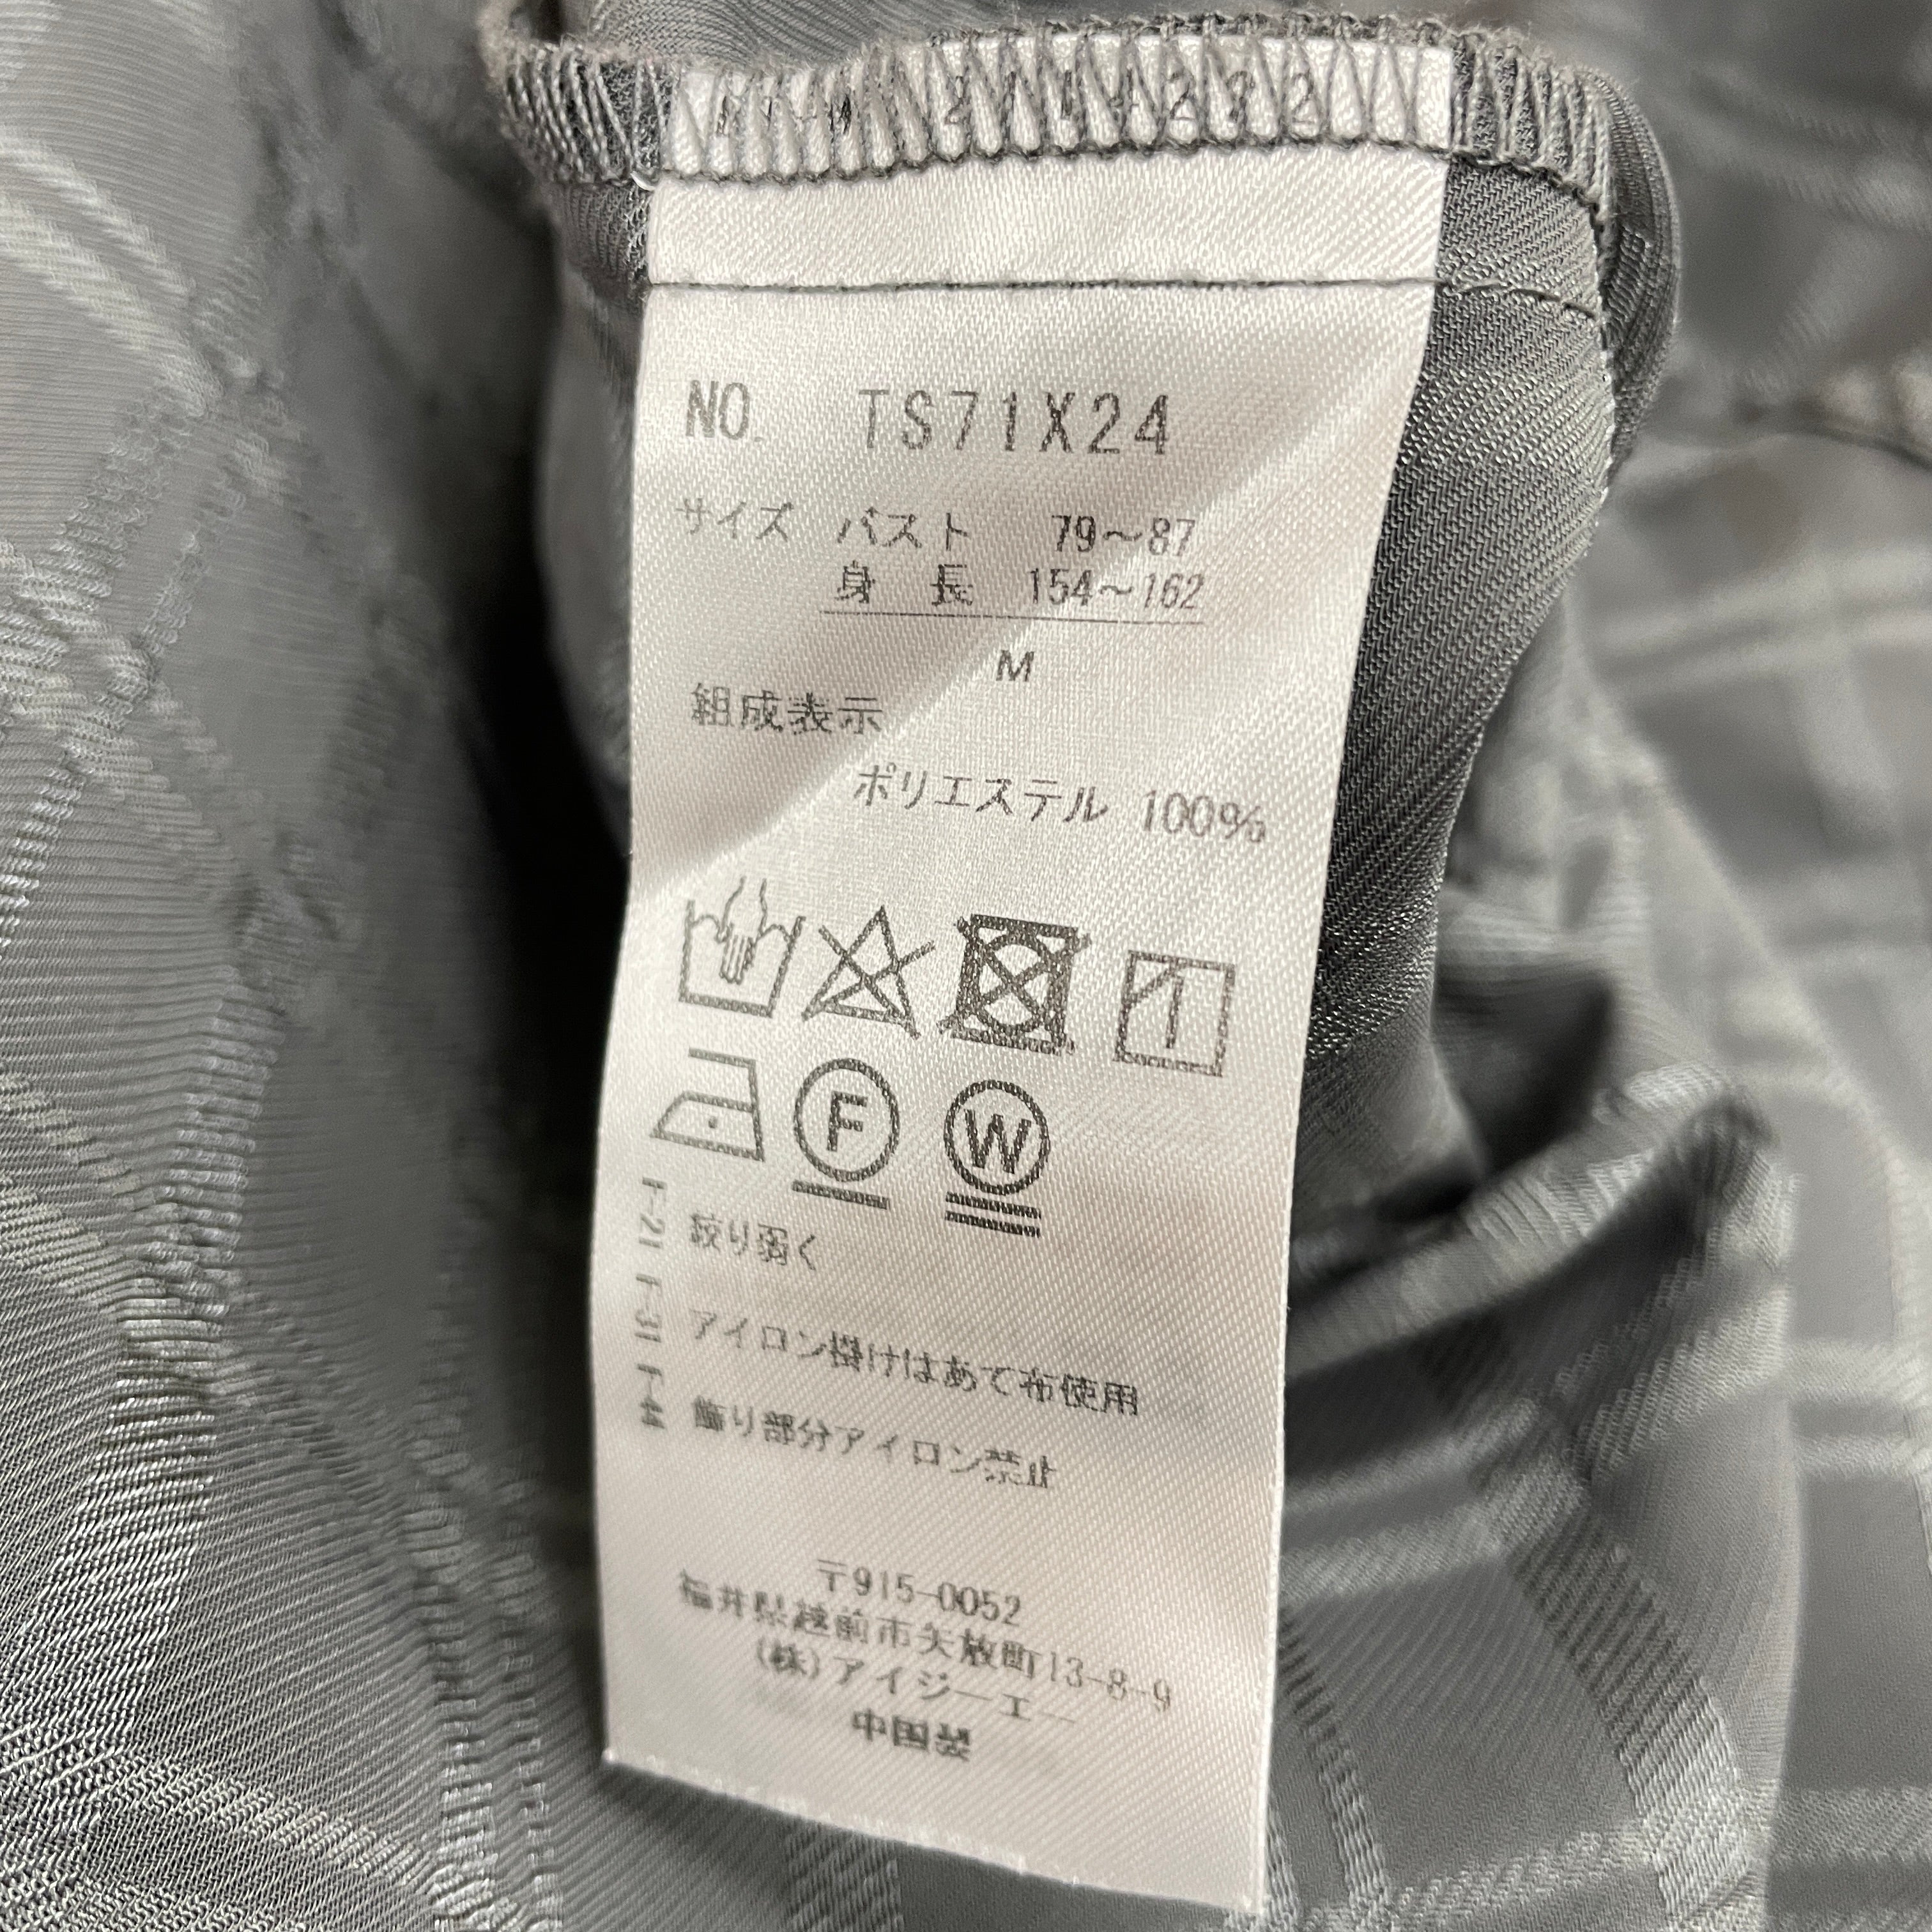 NO. TS71X24
サイズ バスト 79～87
身 長 154～162
M
組成表示
ポリエステル 100%
F W
F-21 絞り弱く
F-31 アイロン掛けはあて布使用
F-44 飾り部分アイロン禁止
〒915-0052
福井県越前市矢放町13-8-9
(株)アイジーエー
中国製